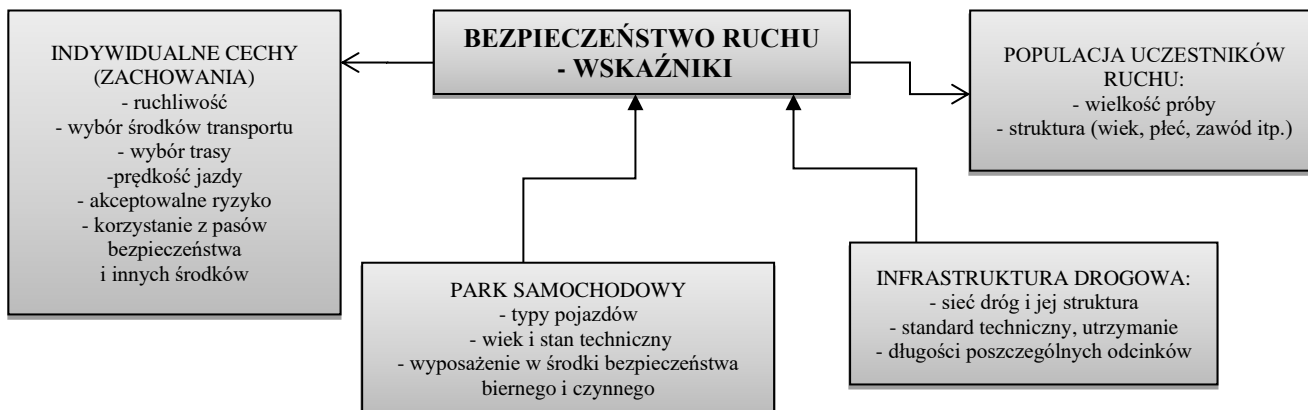 INDYWIDUALNE CECHY
(ZACHOWANIA)
- ruchliwość
- wybór środków transportu
- wybór trasy
-prędkość jazdy
- akceptowalne ryzyko
- korzystanie z pasów
bezpieczeństwa
i innych środków
BEZPIECZEŃSTWO RUCHU
- WSKAŹNIKI
POPULACJA UCZESTNIKÓW
RUCHU:
- wielkość próby
- struktura (wiek, płeć, zawód itp.)
PARK SAMOCHODOWY
- typy pojazdów
- wiek i stan techniczny
- wyposażenie w środki bezpieczeństwa
biernego i czynnego
INFRASTRUKTURA DROGOWA:
- sieć dróg i jej struktura
- standard techniczny, utrzymanie
- długości poszczególnych odcinków